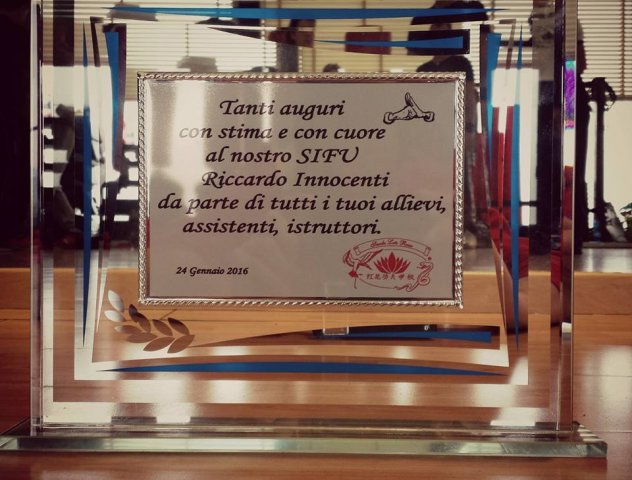 Tanti auguri
con stima e con cuore
al nostro SIFU
Riccardo Innocenti
da parte di tutti i tuoi allievi,
assistenti, istruttori.
24 Gennaio 2016